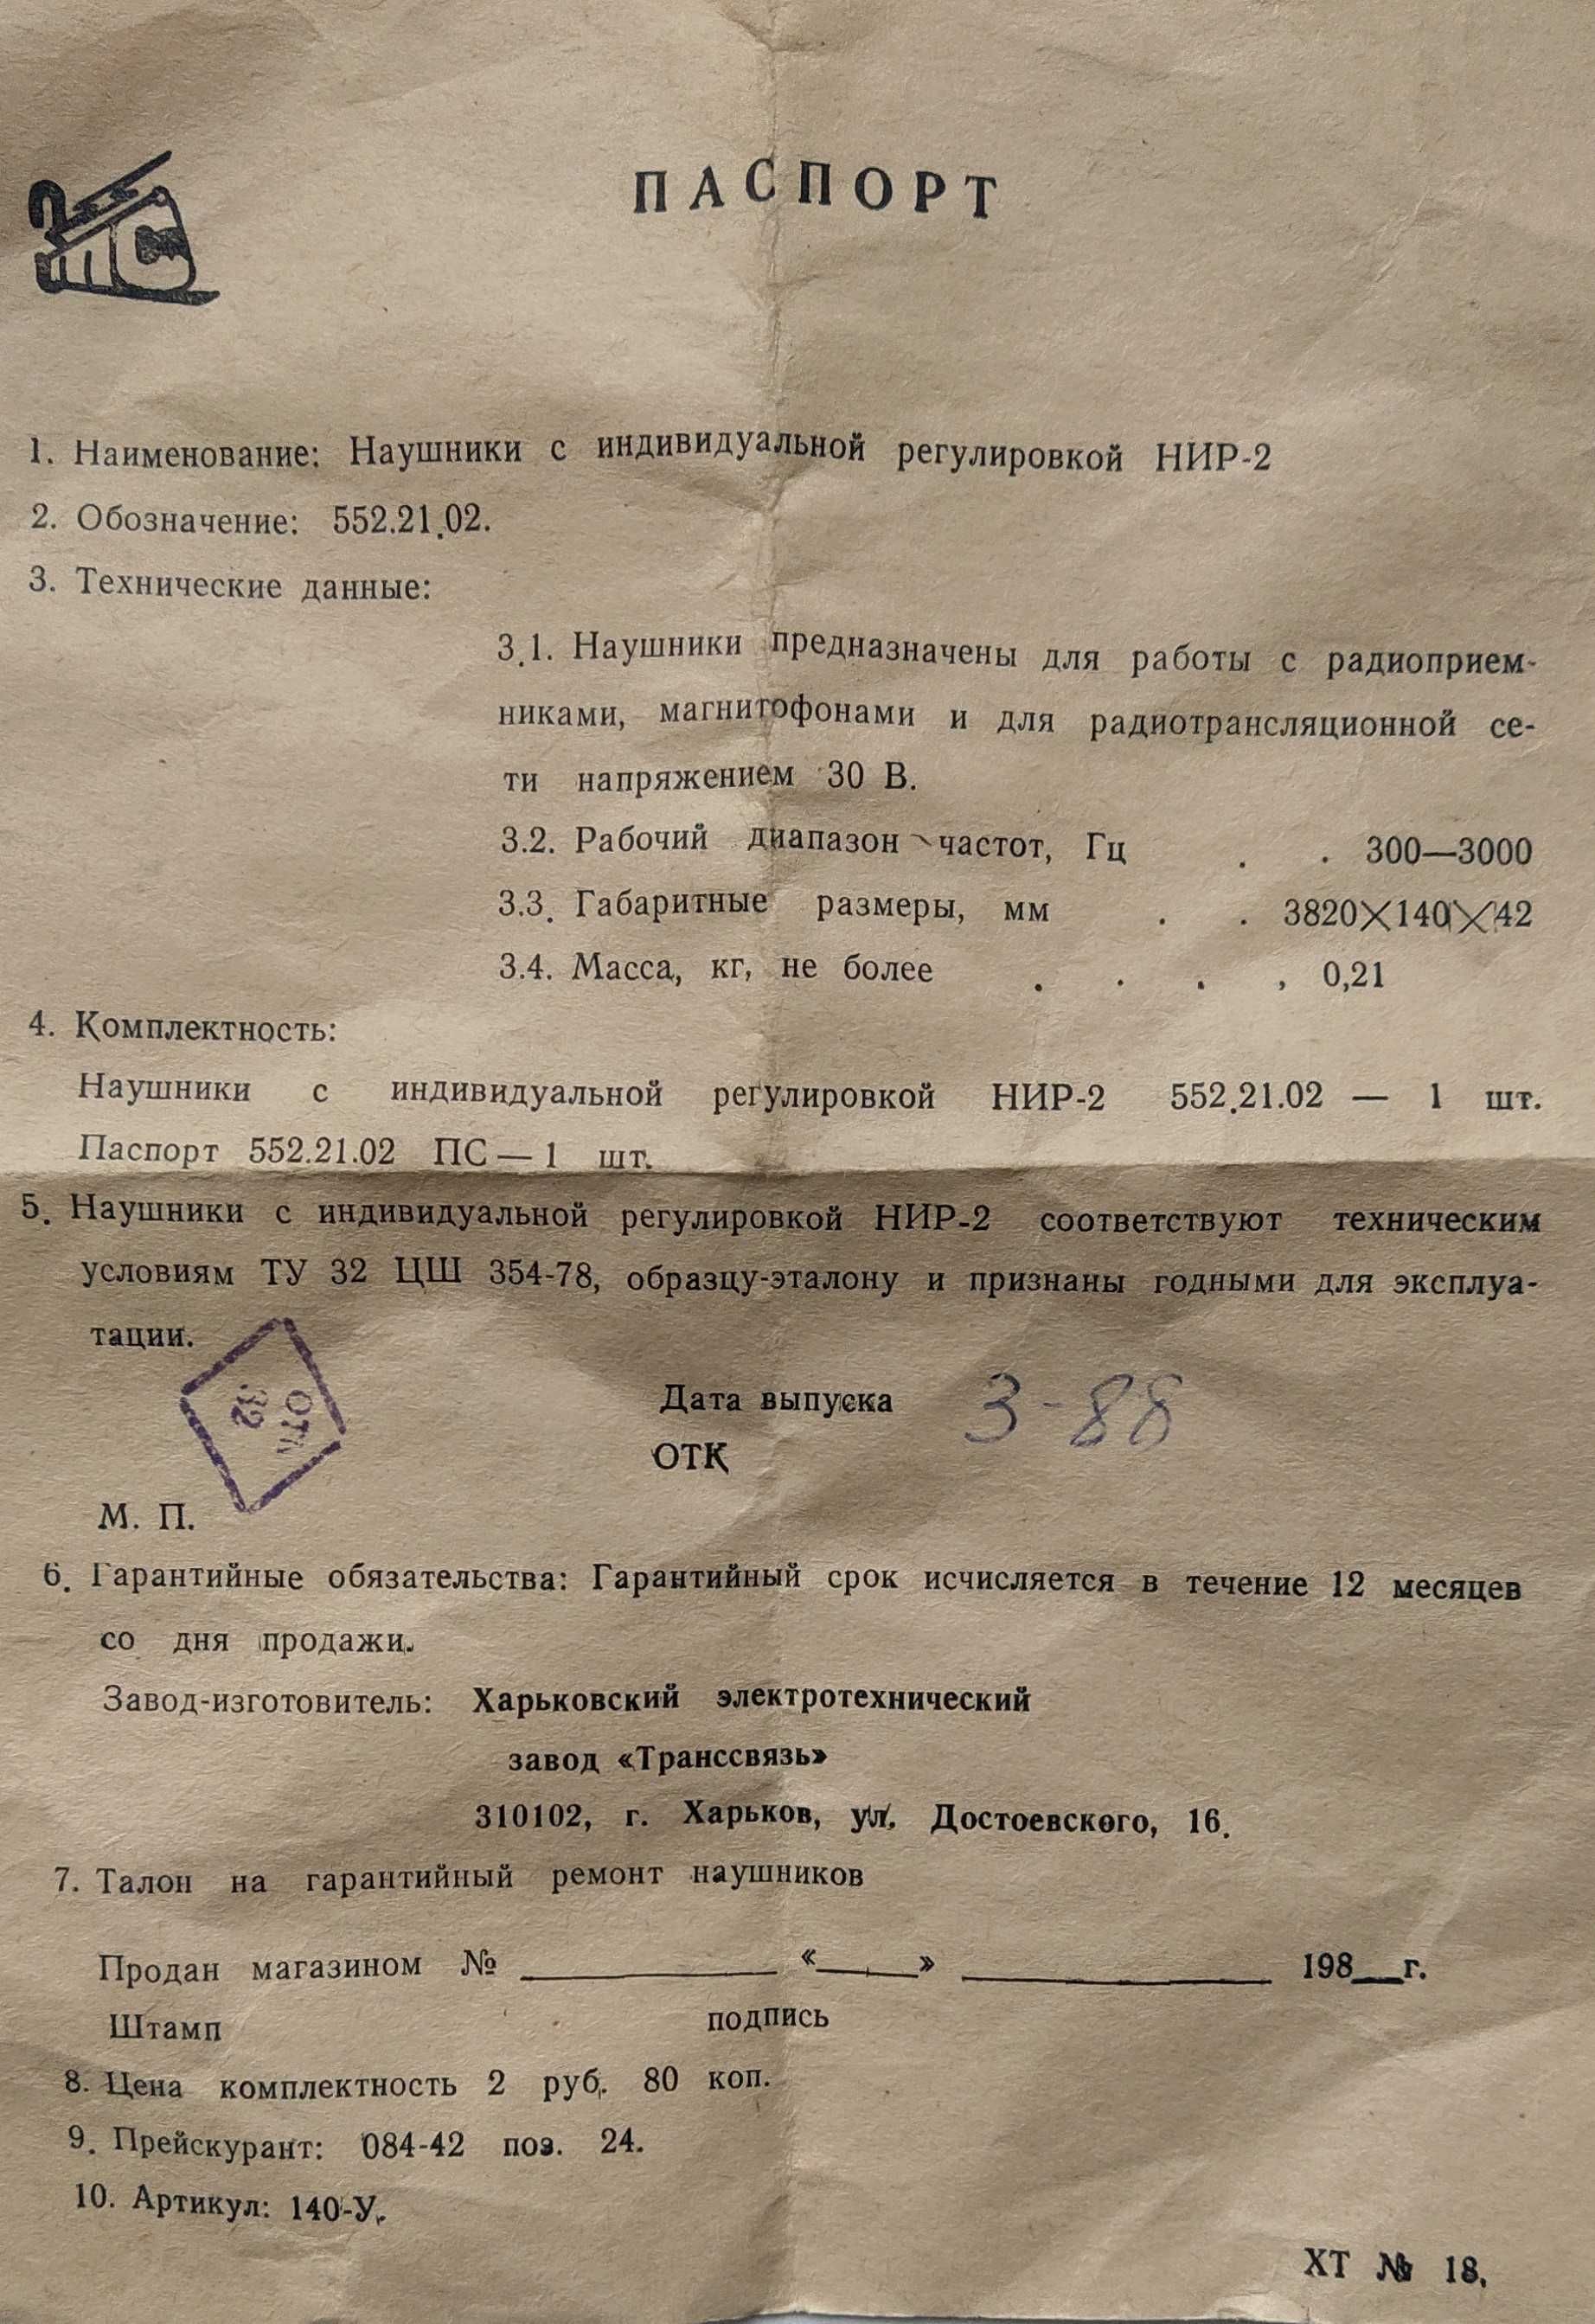 ПАСПОРТ
1. Наименование: Наушники с индивидуальной регулировкой НИР-2
2. Обозначение: 552.21.02.
3. Технические данные:
3.1. Наушники предназначены для работы с радиоприем-
никами, магнитофонами и для радиотрансляционной се-
ти напряжением 30 В.
3.2. Рабочий диапазон частот, Гц . . 300—3000
3.3. Габаритные размеры, мм . . 3820×140×42
3.4. Масса, кг, не более . . . , 0,21
4. Комплектность:
Наушники с индивидуальной регулировкой НИР-2 552.21.02 — 1 шт.
Паспорт 552.21.02 ПС — 1 шт.
5. Наушники с индивидуальной регулировкой НИР-2 соответствуют техническим
условиям ТУ 32 ЦШ 354-78, образцу-эталону и признаны годными для эксплуа-
тации.
ОТК
32
Дата выпуска 3-88
ОТК
М. П.
6. Гарантийные обязательства: Гарантийный срок исчисляется в течение 12 месяцев
со дня продажи.
Завод-изготовитель: Харьковский электротехнический
завод «Транссвязь»
310102, г. Харьков, ул. Достоевского, 16.
7. Талон на гарантийный ремонт наушников
Продан магазином № ________ «____» ________ 198__г.
Штамп подпись
8. Цена комплектность 2 руб. 80 коп.
9. Прейскурант: 084-42 поз. 24.
10. Артикул: 140-У.
ХТ № 18.